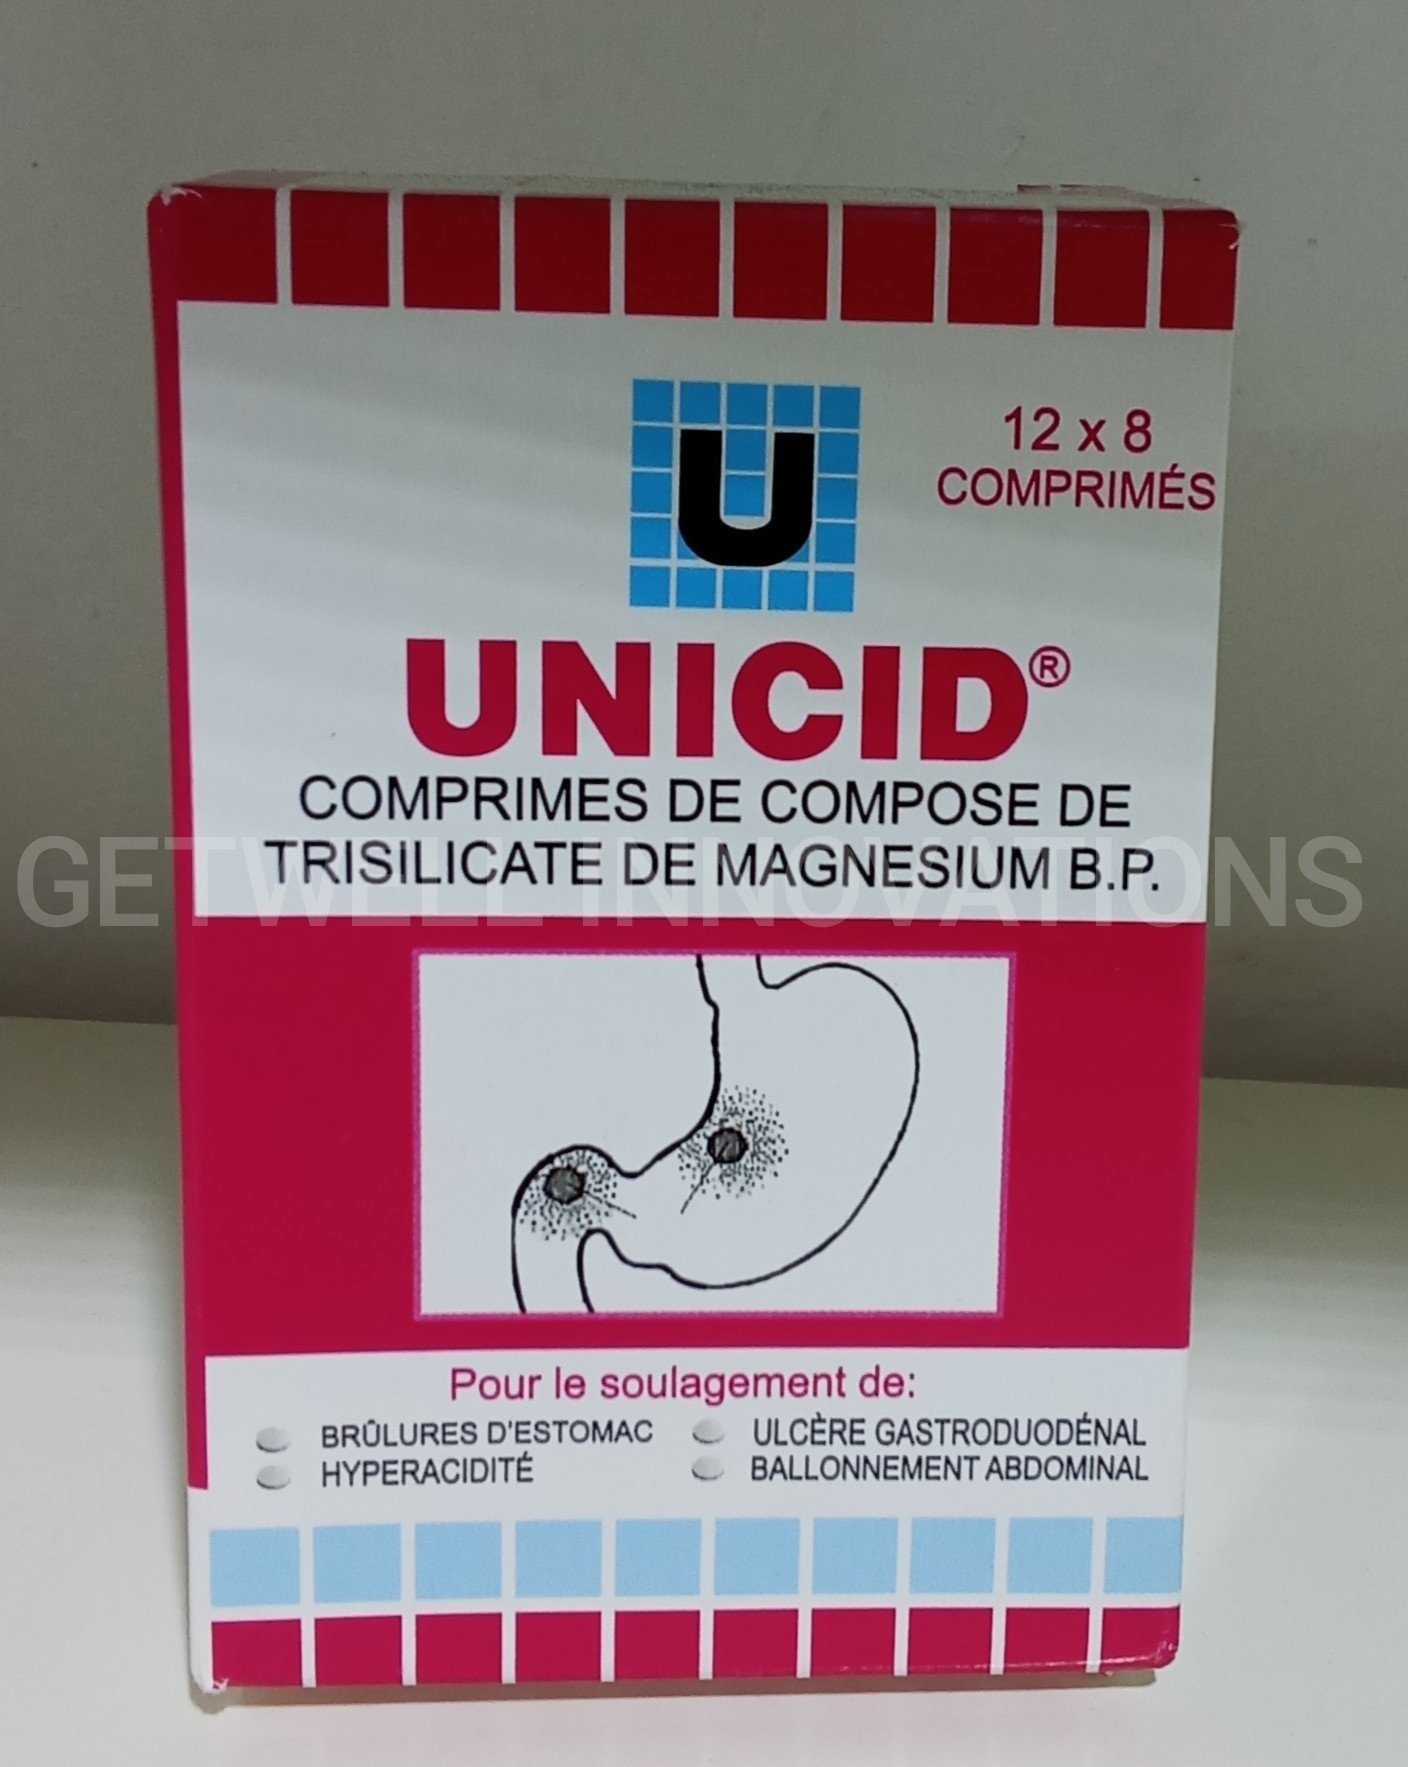 U
12 x 8
COMPRIMÉS
UNICID®
COMPRIMES DE COMPOSE DE
TRISILICATE DE MAGNESIUM B.P.
GETWELL INNOVATIONS
Pour le soulagement de:
BRÛLURES D'ESTOMAC
HYPERACIDITÉ
ULCÈRE GASTRODUODÉNAL
BALLONNEMENT ABDOMINAL